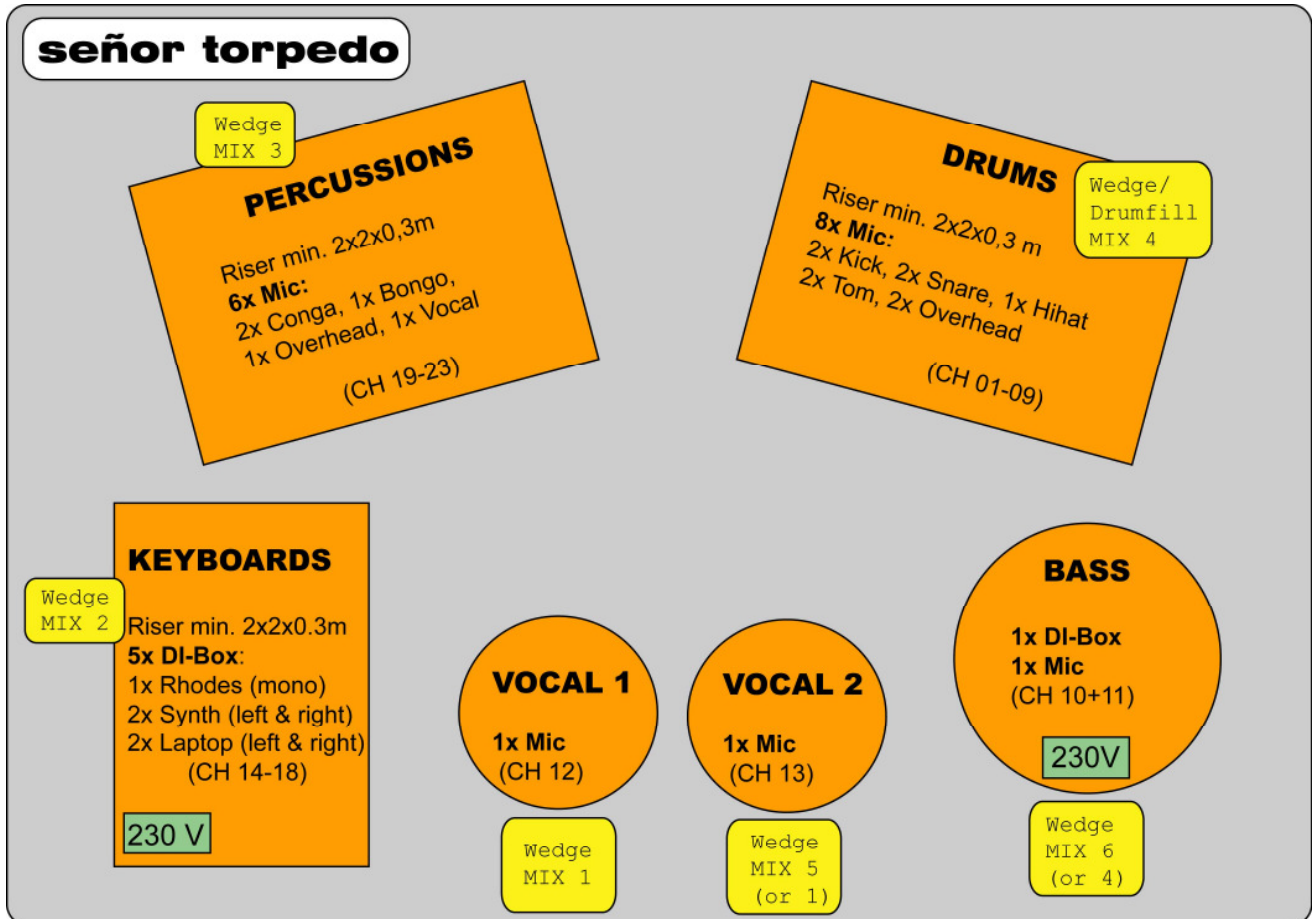 señor torpedo
Wedge
MIX 3
PERCUSSIONS
Riser min. 2x2x0,3m
6x Mic:
2x Conga, 1x Bongo,
1x Overhead, 1x Vocal
(CH 19-23)
DRUMS
Riser min. 2x2x0,3 m
8x Mic:
2x Kick, 2x Snare, 1x Hihat
2x Tom, 2x Overhead
(CH 01-09)
Wedge/
Drumfill
MIX 4
KEYBOARDS
Riser min. 2x2x0.3m
5x DI-Box:
1x Rhodes (mono)
2x Synth (left & right)
2x Laptop (left & right)
(CH 14-18)
230 V
Wedge
MIX 2
VOCAL 1
1x Mic
(CH 12)
Wedge
MIX 1
VOCAL 2
1x Mic
(CH 13)
Wedge
MIX 5
(or 1)
BASS
1x DI-Box
1x Mic
(CH 10+11)
230V
Wedge
MIX 6
(or 4)